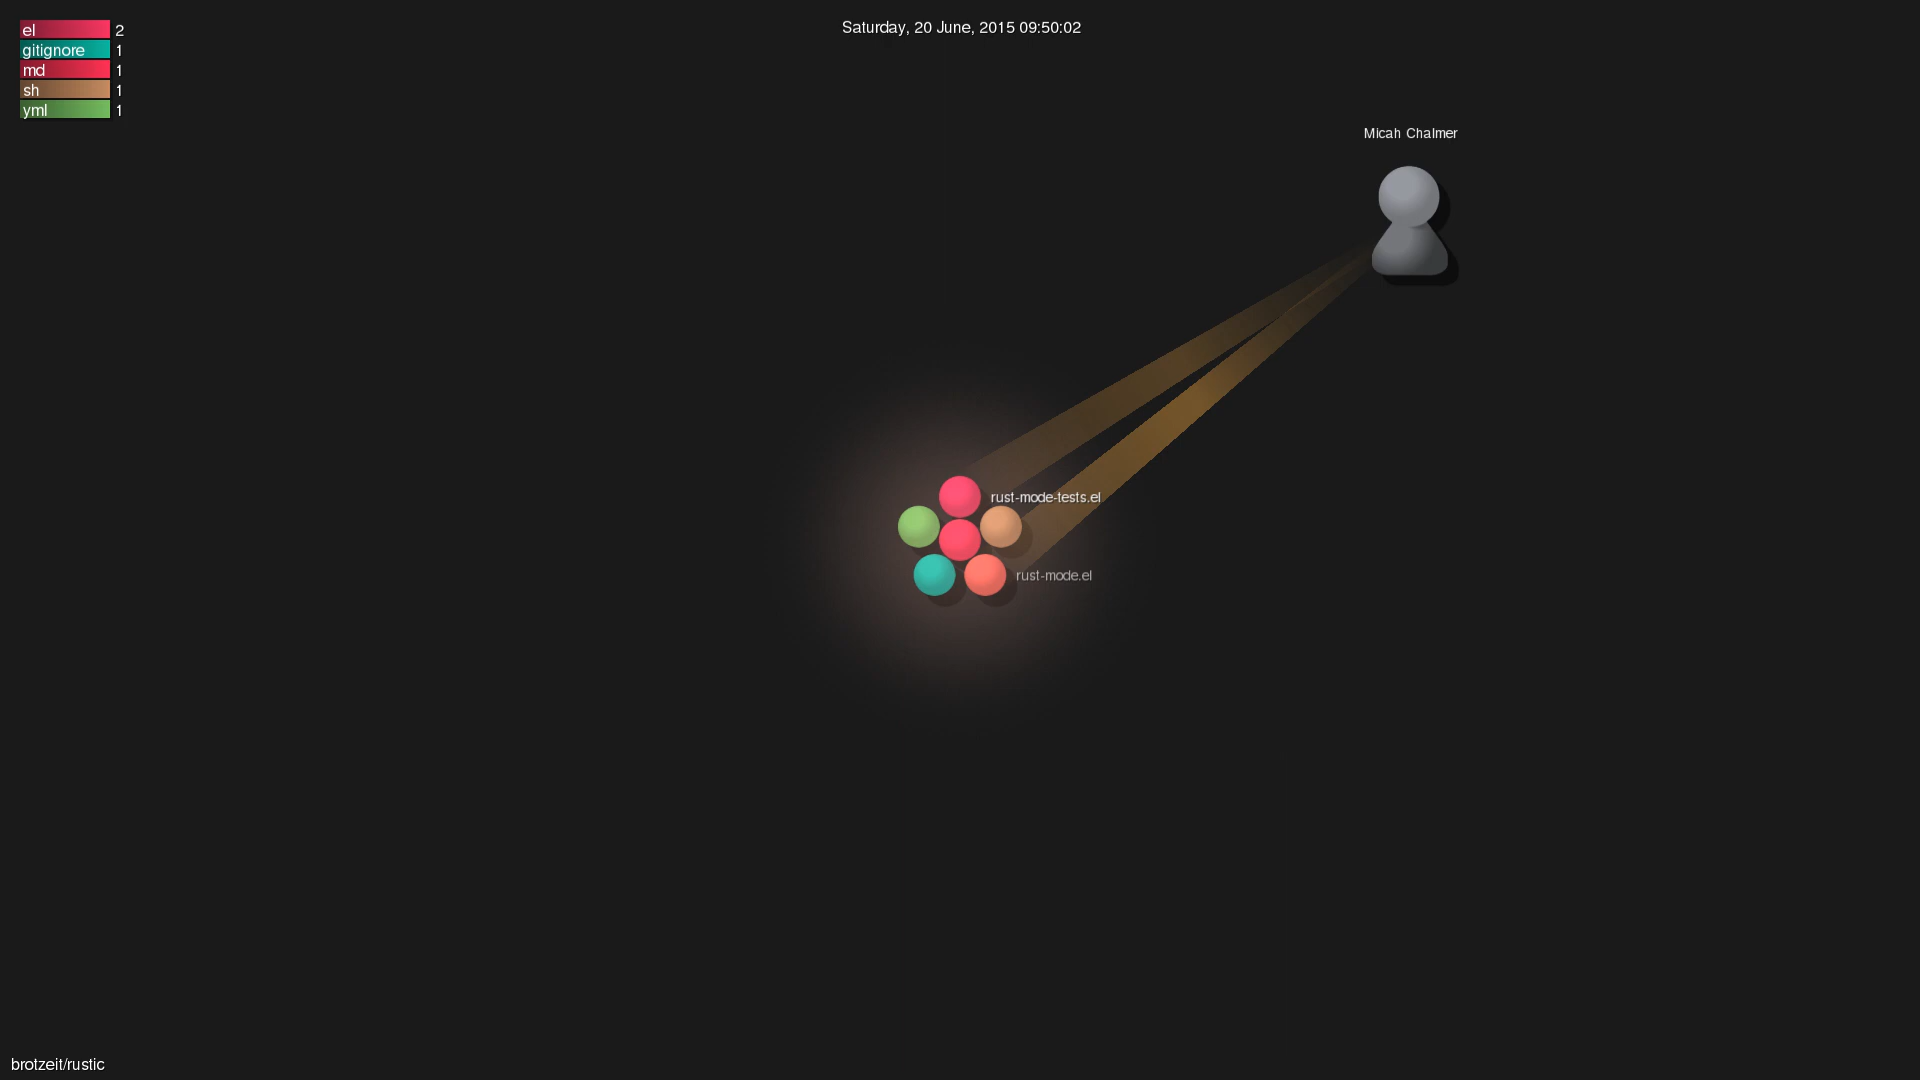 el 2
gitignore 1
md 1
sh 1
yml 1
Saturday, 20 June, 2015 09:50:02
Micah Chalmer
rust-mode-tests.el
rust-mode.el
brotzeit/rustic